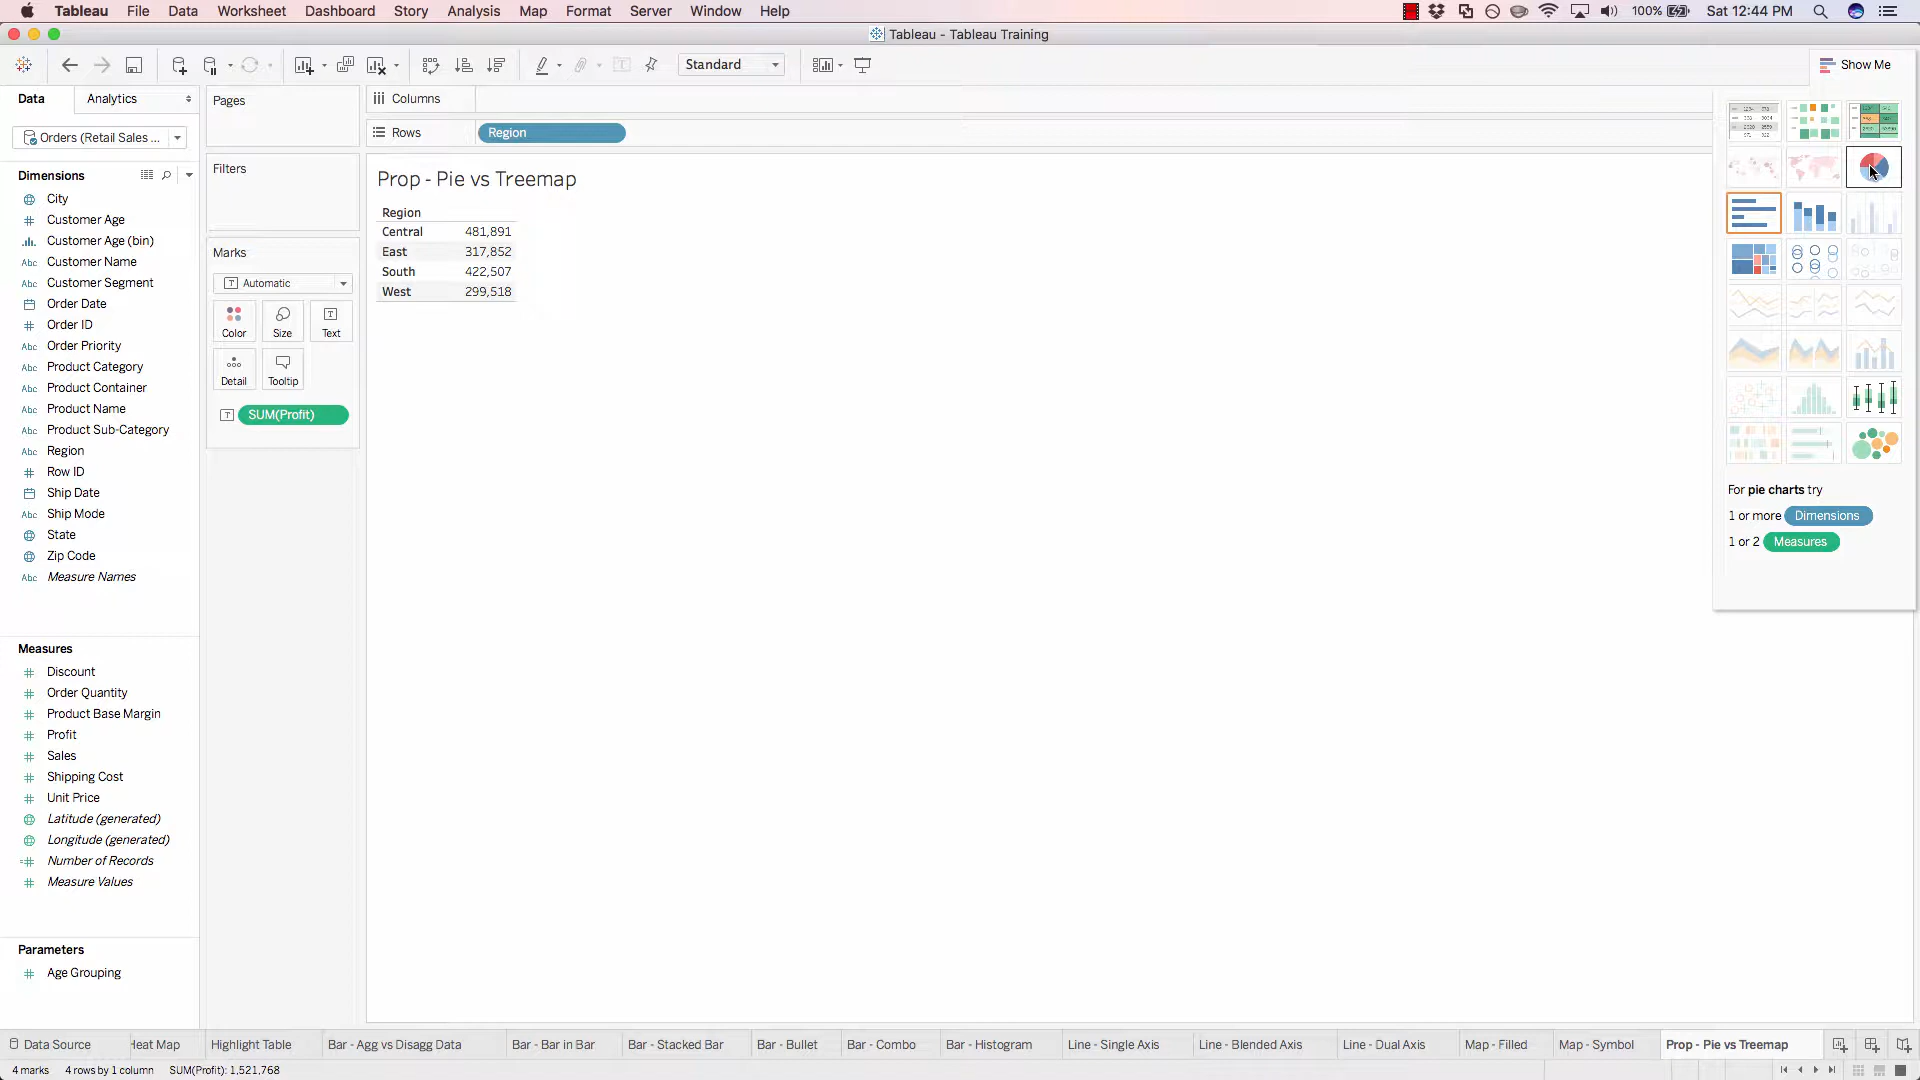 Tableau File Data Worksheet Dashboard Story Analysis Map Format Server Window Help 100% Sat 12:44 PM
Tableau - Tableau Training
Standard
Show Me
Data Analytics
Pages
Columns
Orders (Retail Sales ...
Rows Region
Filters
Prop - Pie vs Treemap
Dimensions
City
Customer Age
Customer Age (bin)
Customer Name
Customer Segment
Order Date
Order ID
Order Priority
Product Category
Product Container
Product Name
Product Sub-Category
Region
Row ID
Ship Date
Ship Mode
State
Zip Code
Measure Names
Marks
Automatic
Color Size Text
Detail Tooltip
SUM(Profit)
Region
Central 481,891
East 317,852
South 422,507
West 299,518
For pie charts try
1 or more Dimensions
1 or 2 Measures
Measures
Discount
Order Quantity
Product Base Margin
Profit
Sales
Shipping Cost
Unit Price
Latitude (generated)
Longitude (generated)
Number of Records
Measure Values
Parameters
Age Grouping
Data Source Heat Map Highlight Table Bar - Agg vs Disagg Data Bar - Bar in Bar Bar - Stacked Bar Bar - Bullet Bar - Combo Bar - Histogram Line - Single Axis Line - Blended Axis Line - Dual Axis Map - Filled Map - Symbol Prop - Pie vs Treemap
4 marks 4 rows by 1 column SUM(Profit): 1,521,768